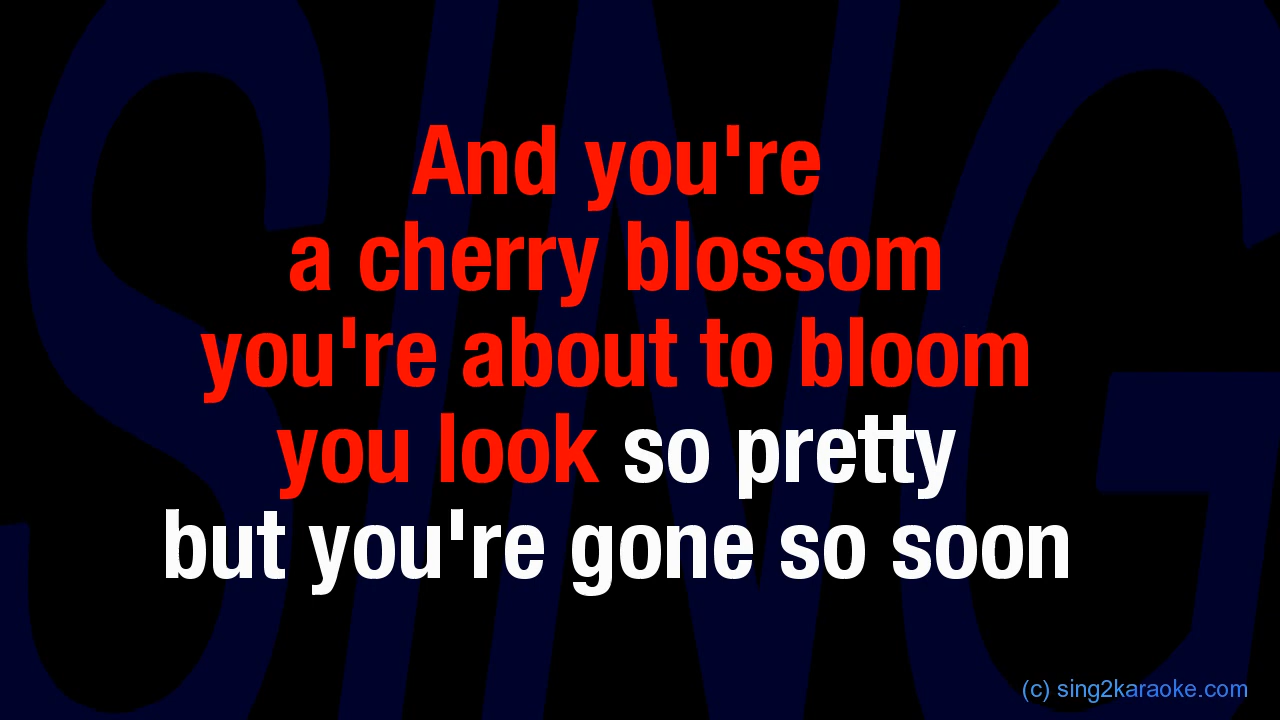 SING
And you're
a cherry blossom
you're about to bloom
you look so pretty
but you're gone so soon
(c) sing2karaoke.com